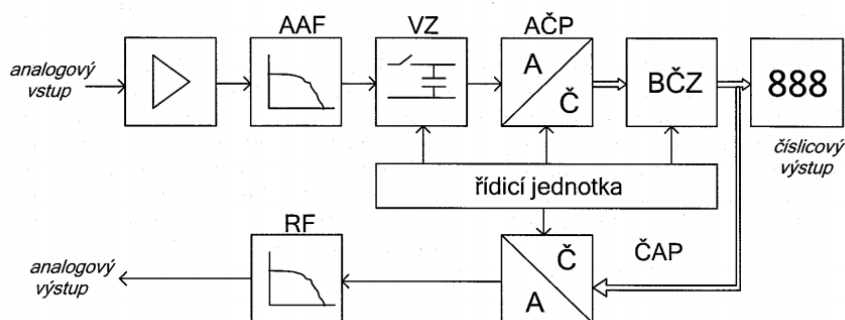 AAF
VZ
AČP
analogový
vstup
A
Č
BČZ
888
číslicový
výstup
řídicí jednotka
RF
ČAP
analogový
výstup
Č
A